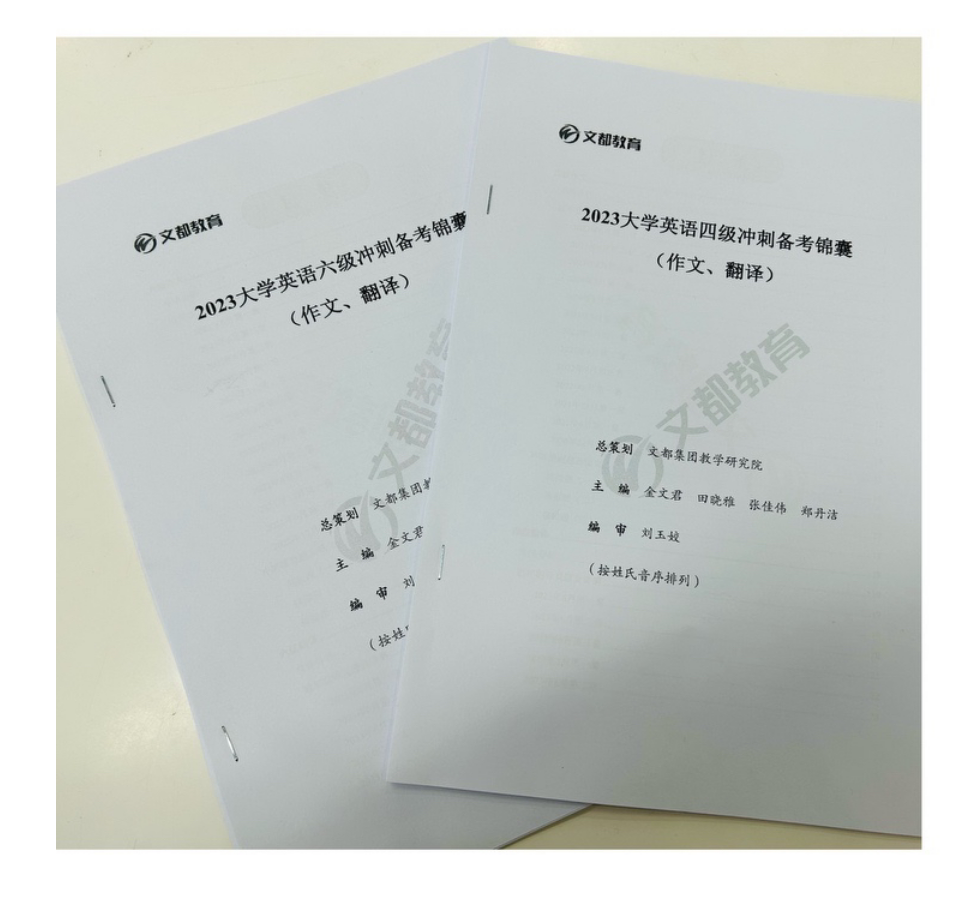 文都教育
2023大学英语六级冲刺备考锦囊
（作文、翻译）
文都教
总策划 文都集团
主 编 金文君
编 审 刘
（按姓
文都教育
2023大学英语四级冲刺备考锦囊
（作文、翻译）
文都教育
总策划 文都集团教学研究院
主 编 金文君 田晓雅 张佳伟 郑丹洁
编 审 刘玉姣
（按姓氏音序排列）